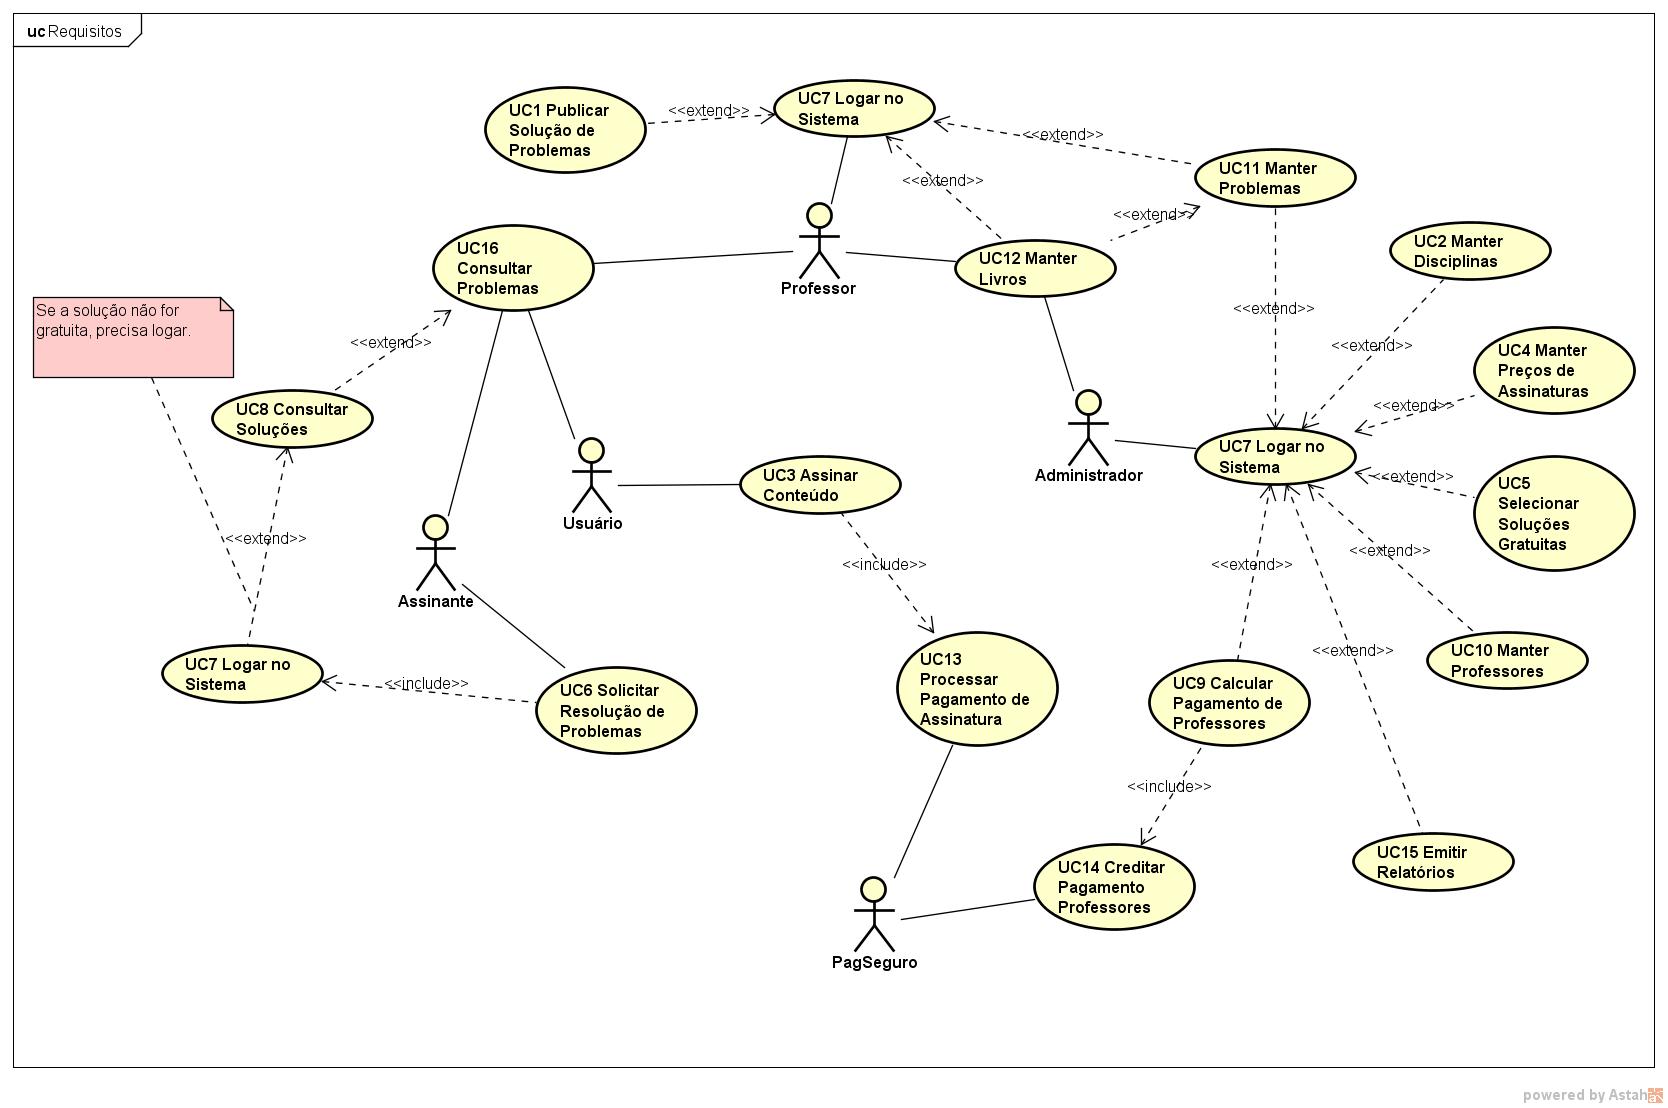 uc Requisitos
UC1 Publicar
Solução de
Problemas
<<extend>>
UC7 Logar no
Sistema
<<extend>>
UC11 Manter
Problemas
<<extend>>
<<extend>>
UC16
Consultar
Problemas
Professor
UC12 Manter
Livros
UC2 Manter
Disciplinas
Se a solução não for
gratuita, precisa logar.
<<extend>>
<<extend>>
<<extend>>
UC4 Manter
Preços de
Assinaturas
<<extend>>
UC8 Consultar
Soluções
Usuário
UC3 Assinar
Conteúdo
Administrador
UC7 Logar no
Sistema
<<extend>>
UC5
Selecionar
Soluções
Gratuitas
<<extend>>
Assinante
<<include>>
<<extend>>
<<extend>>
<<extend>>
UC7 Logar no
Sistema
<<include>>
UC6 Solicitar
Resolução de
Problemas
UC13
Processar
Pagamento de
Assinatura
UC9 Calcular
Pagamento de
Professores
UC10 Manter
Professores
<<include>>
UC14 Creditar
Pagamento
Professores
UC15 Emitir
Relatórios
PagSeguro
powered by Astah